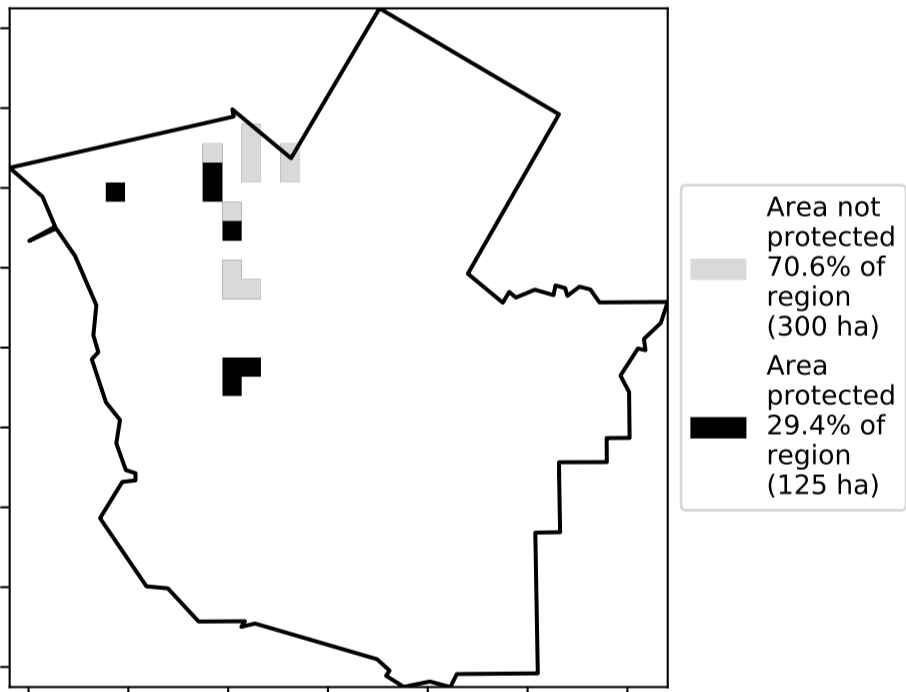 Area not
protected
70.6% of
region
(300 ha)
Area
protected
29.4% of
region
(125 ha)